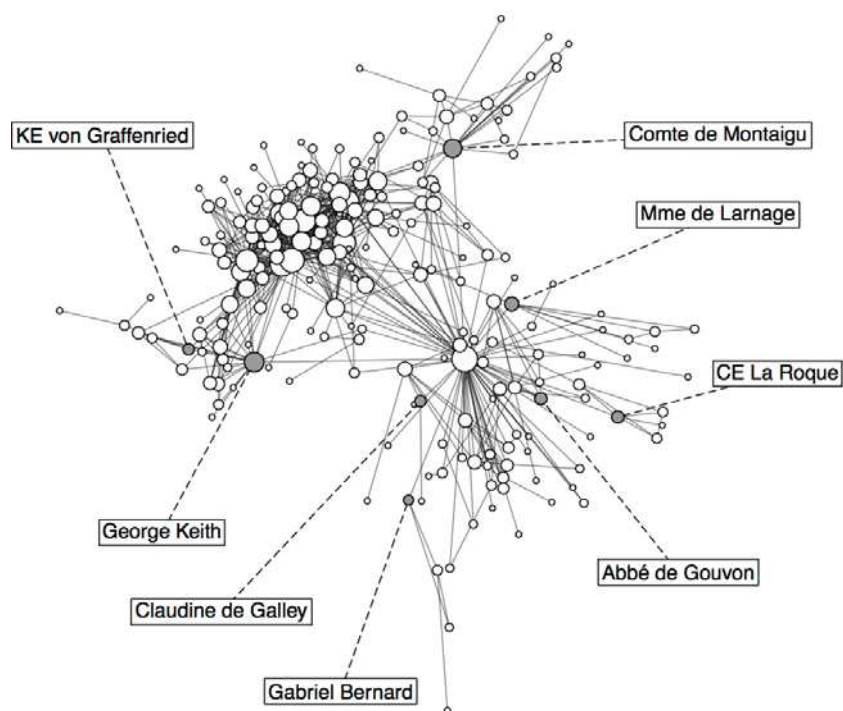 KE von Graffenried
Comte de Montaigu
Mme de Larnage
CE La Roque
George Keith
Abbé de Gouvon
Claudine de Galley
Gabriel Bernard